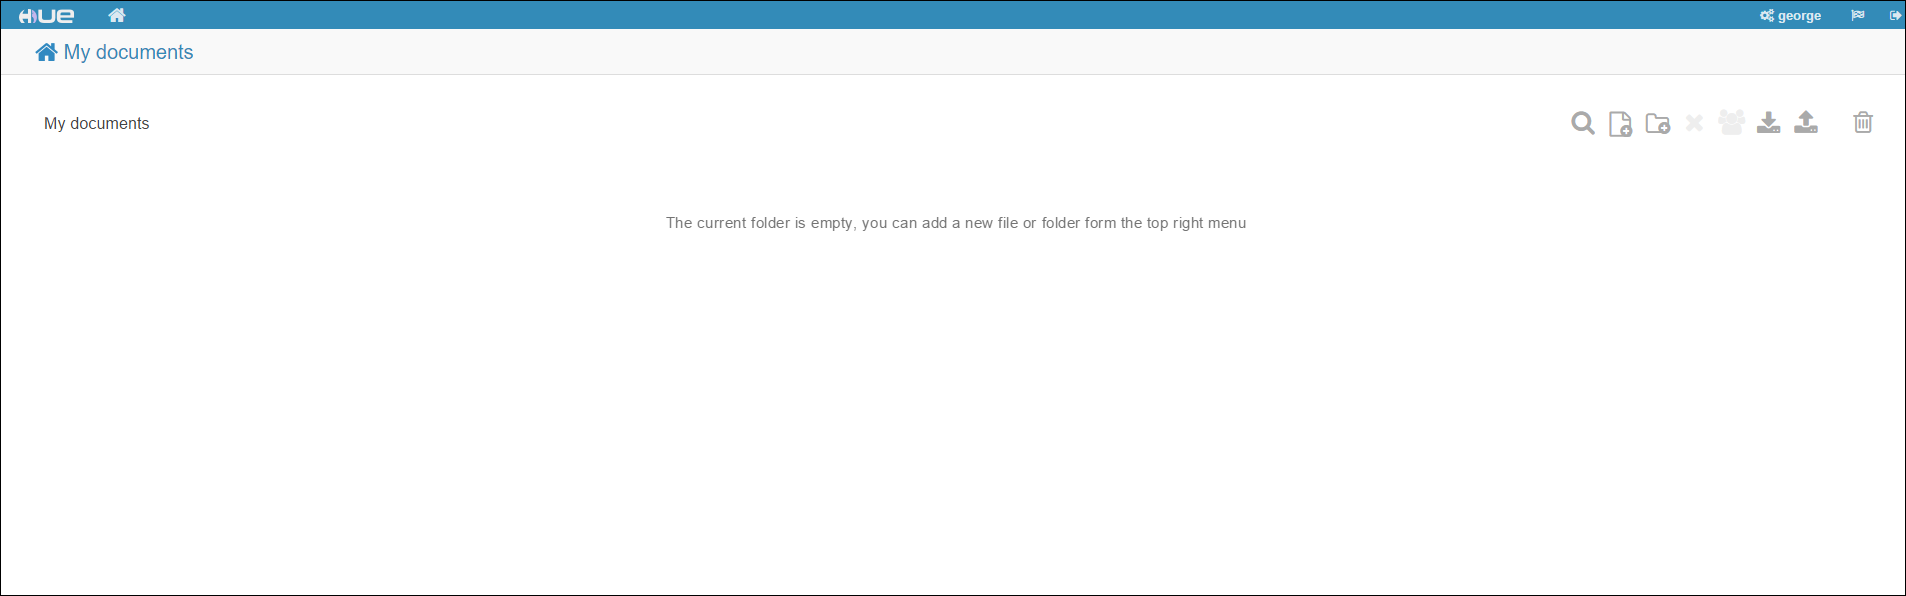 HUE
george
My documents
My documents
The current folder is empty, you can add a new file or folder form the top right menu